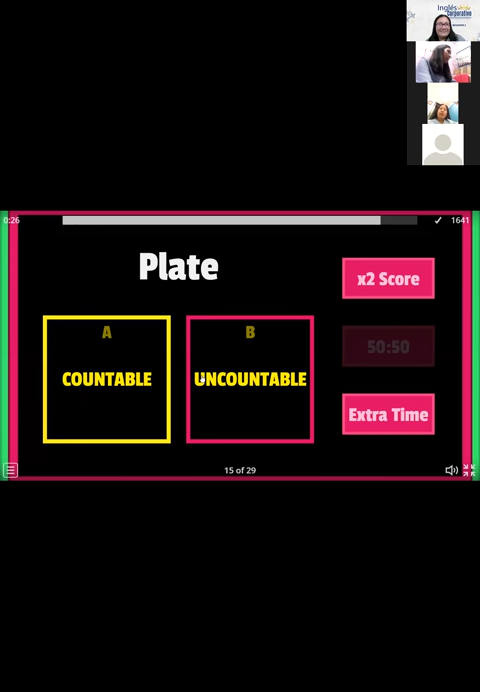 Inglés
Corporativo
0:26
1641
Plate
x2 Score
A
B
50:50
COUNTABLE
UNCOUNTABLE
Extra Time
15 of 29